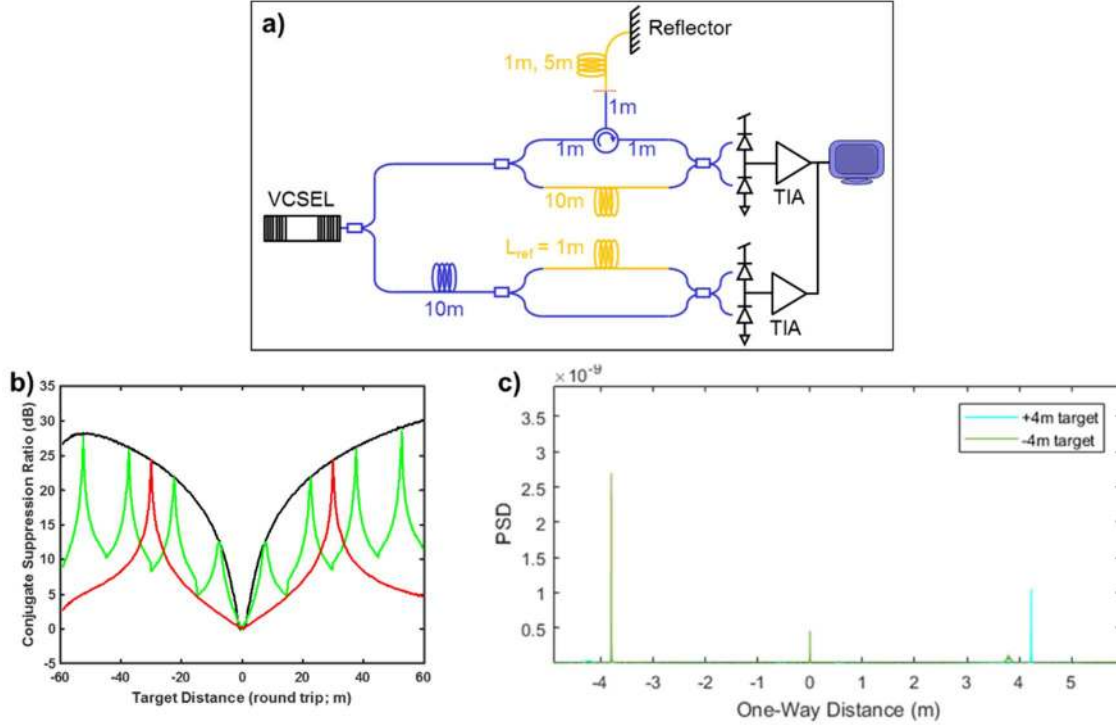 a)
Reflector
1m, 5m
1m
1m
1m
VCSEL
10m
TIA
L_ref = 1m
10m
TIA
b)
Conjugate Suppression Ratio (dB)
35
30
25
20
15
10
5
0
-5
-60
-40
-20
0
20
40
60
Target Distance (round trip; m)
c)
× 10^-9
3.5
3
2.5
2
1.5
1
0.5
PSD
+4m target
-4m target
-4
-3
-2
-1
0
1
2
3
4
5
One-Way Distance (m)